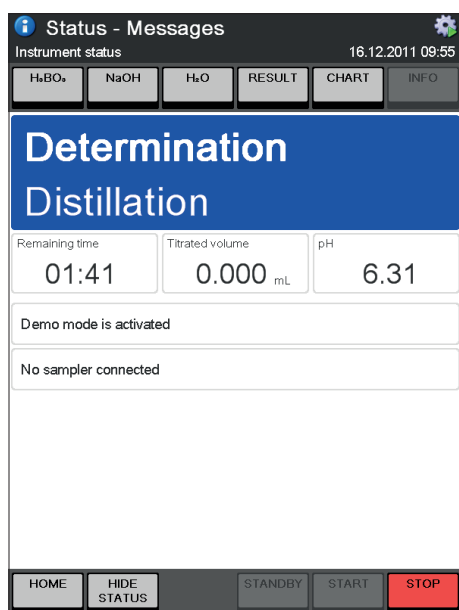 Status - Messages
Instrument status 16.12.2011 09:55
H₃BO₃ NaOH H₂O RESULT CHART INFO
Determination
Distillation
Remaining time Titrated volume pH
01:41 0.000 mL 6.31
Demo mode is activated
No sampler connected
HOME HIDE STATUS STANDBY START STOP